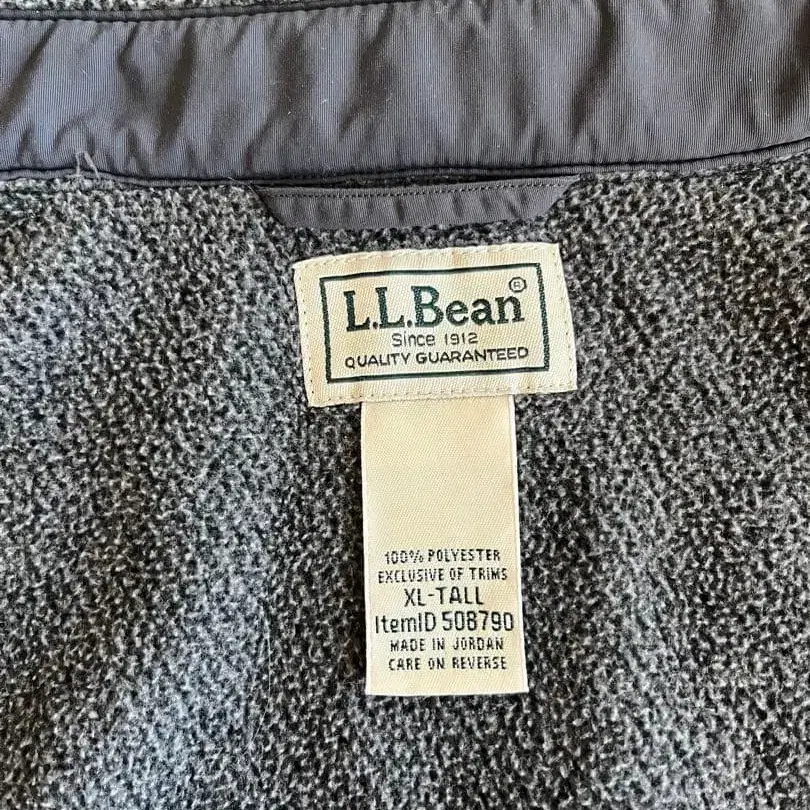 L.L.Bean®
Since 1912
QUALITY GUARANTEED
100% POLYESTER
EXCLUSIVE OF TRIMS
XL-TALL
ItemID 508790
MADE IN JORDAN
CARE ON REVERSE